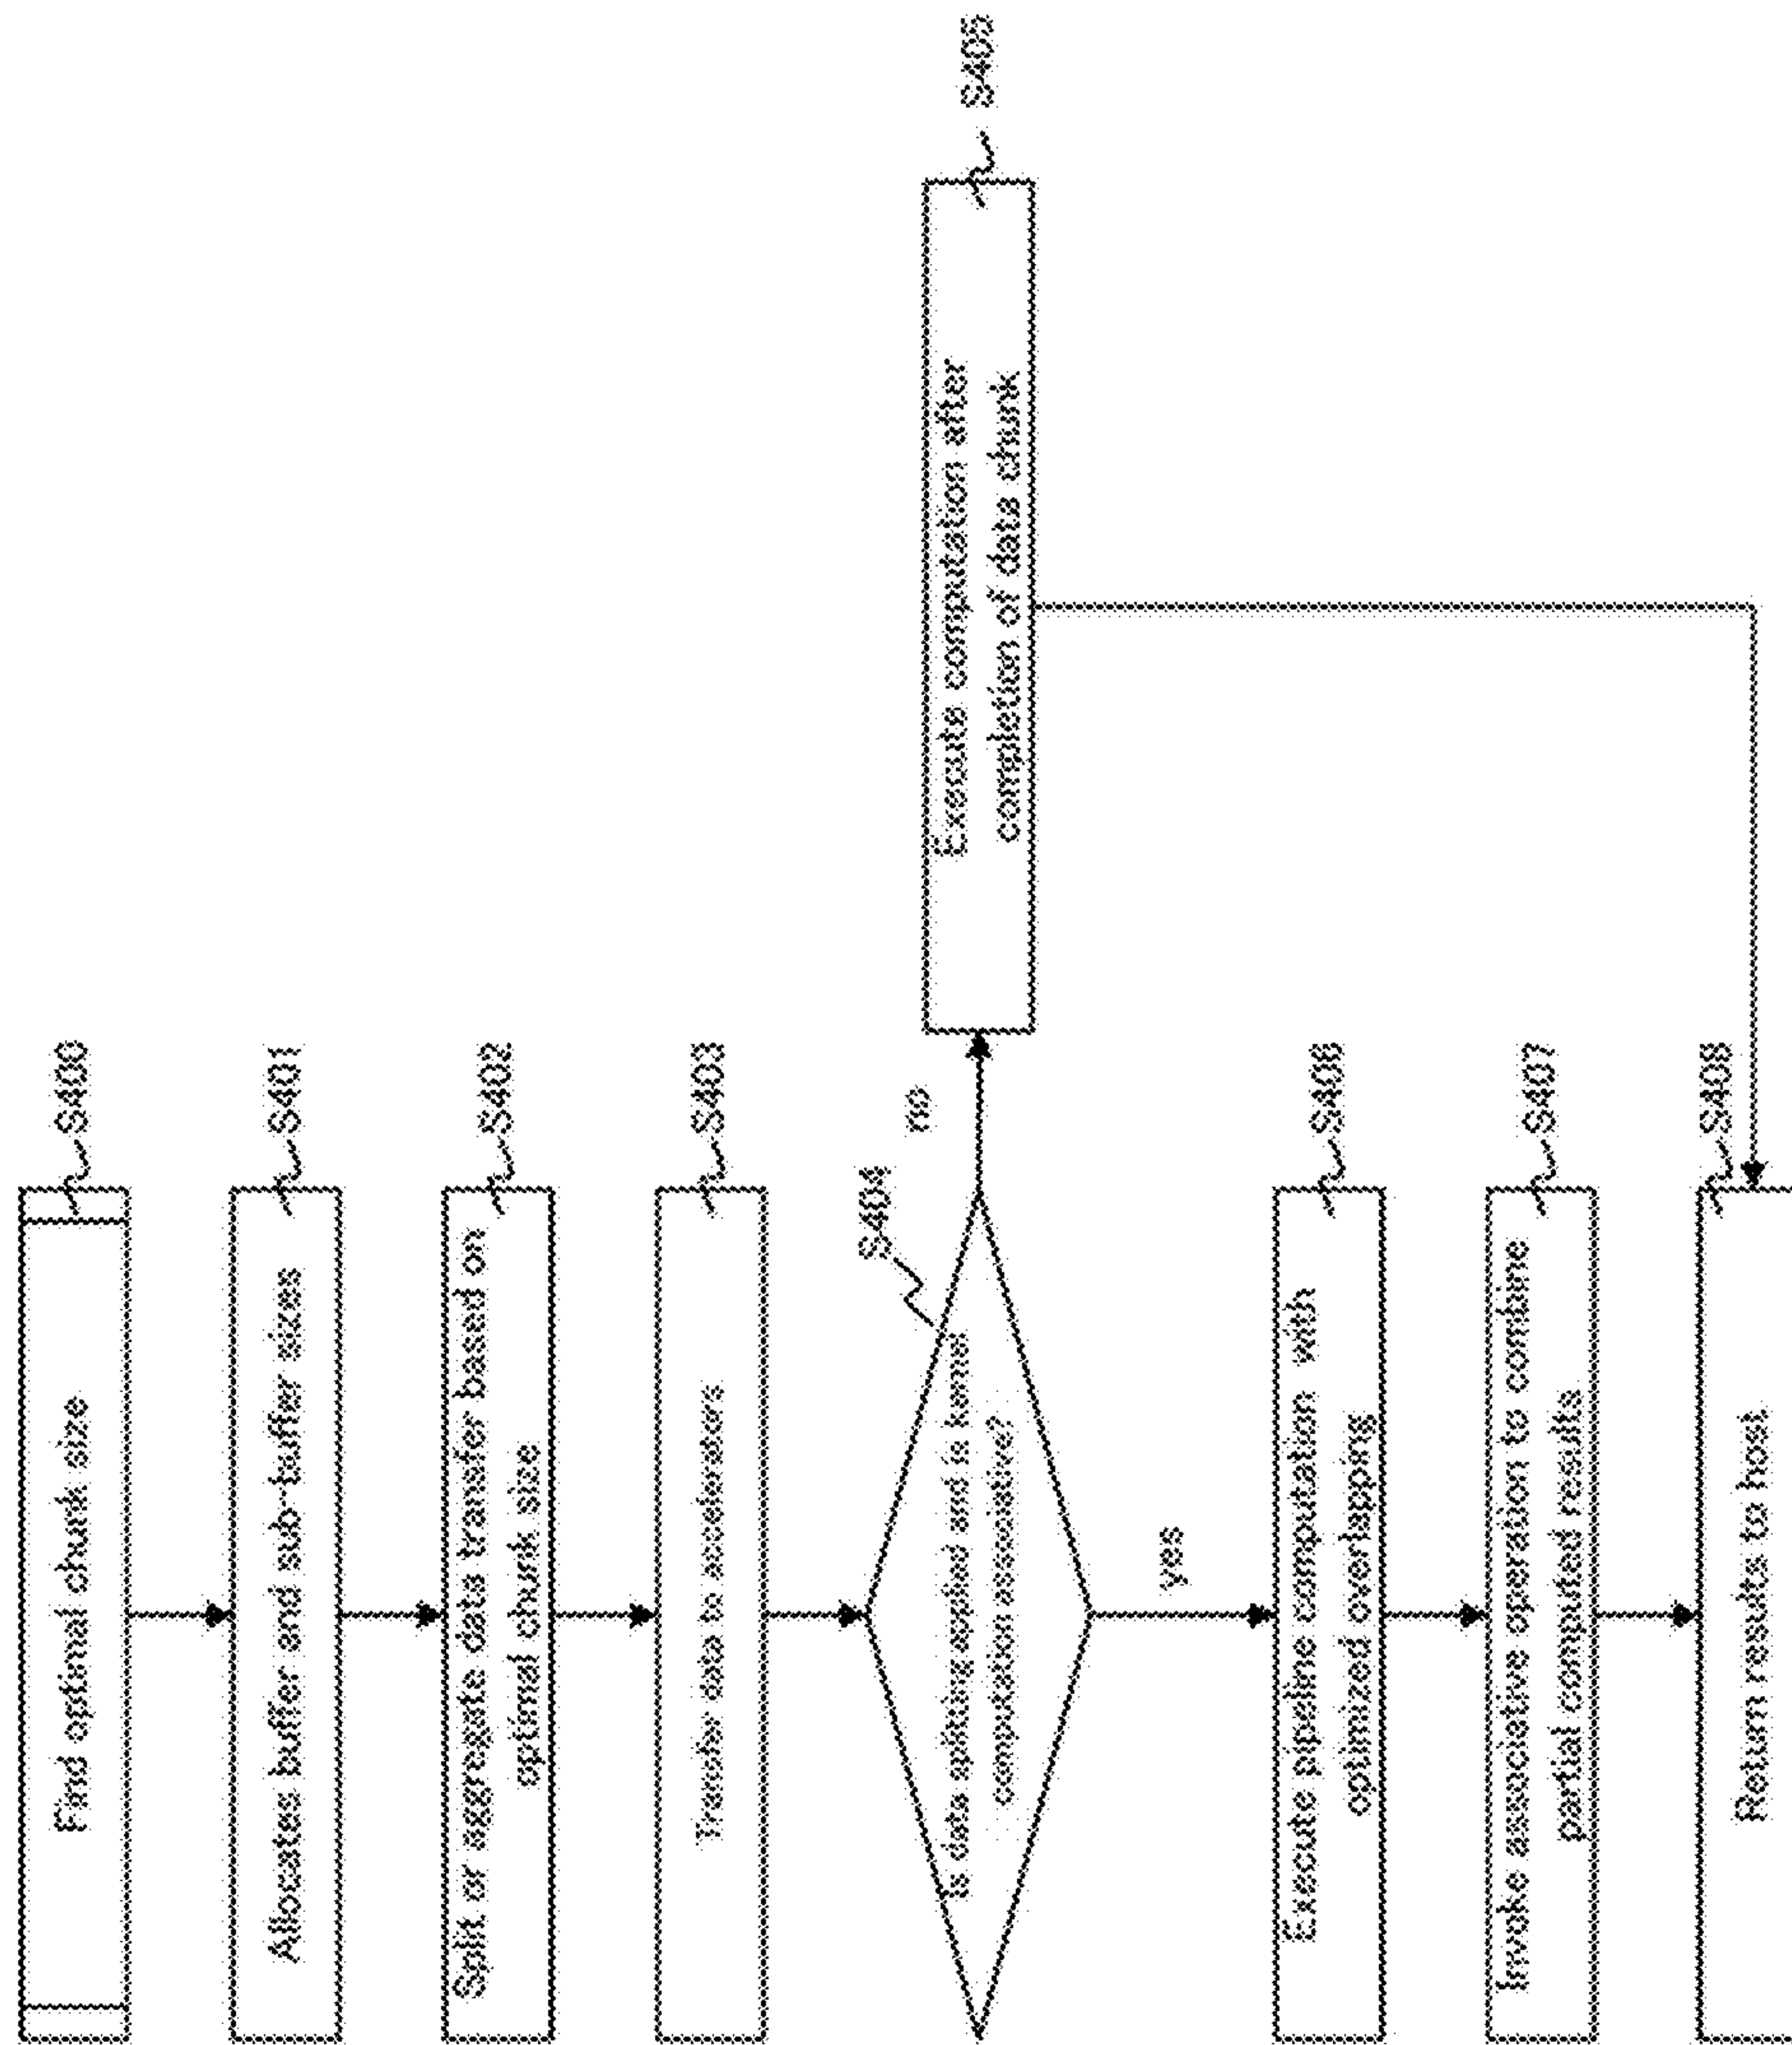 Find optimal chunk size
S400
Allocates buffer and sub-buffer sizes
S401
Split or aggregate data transfer based on
optimal chunk size
S402
Transfer data to accelerators
S403
S404
Is data splitting applied and is kernel
computation associative?
no
Execute computation after
completion of data chunk
S405
yes
Execute pipeline computation with
optimized overlapping
S406
Invoke associative operation to combine
partial computed results
S407
Return results to host
S408